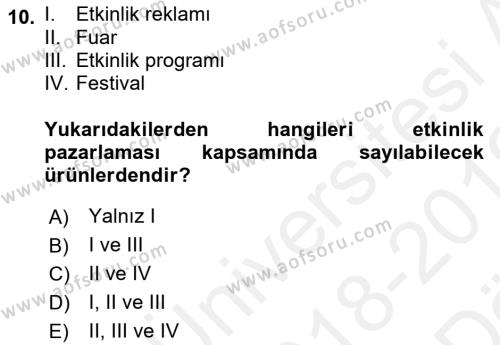 10. I. Etkinlik reklamı
II. Fuar
III. Etkinlik programı
IV. Festival
Yukarıdakilerden hangileri etkinlik
pazarlaması kapsamında sayılabilecek
ürünlerdendir?
A) Yalnız I
B) I ve III
C) II ve IV
D) I, II ve III
E) II, III ve IV